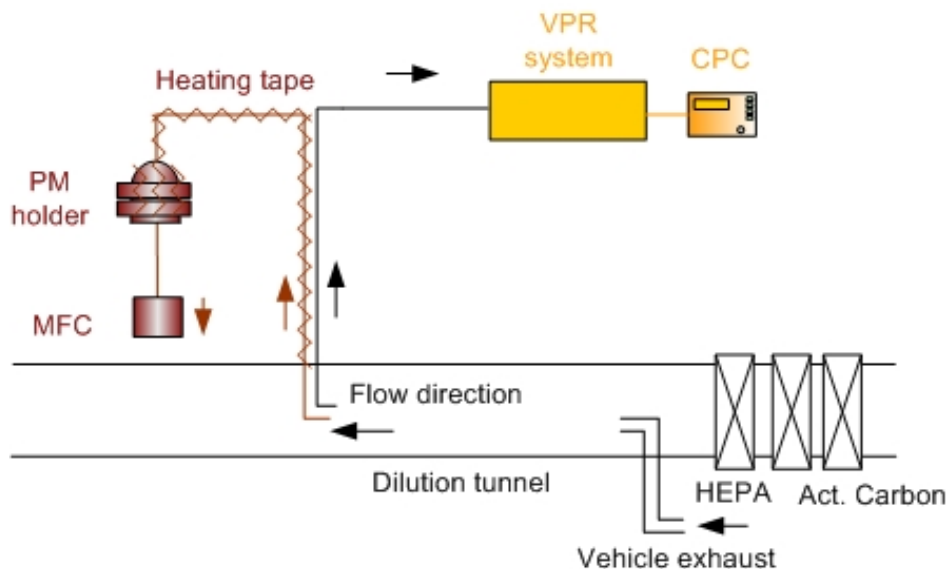 VPR
system
CPC
Heating tape
PM
holder
MFC
Flow direction
Dilution tunnel
HEPA
Act. Carbon
Vehicle exhaust